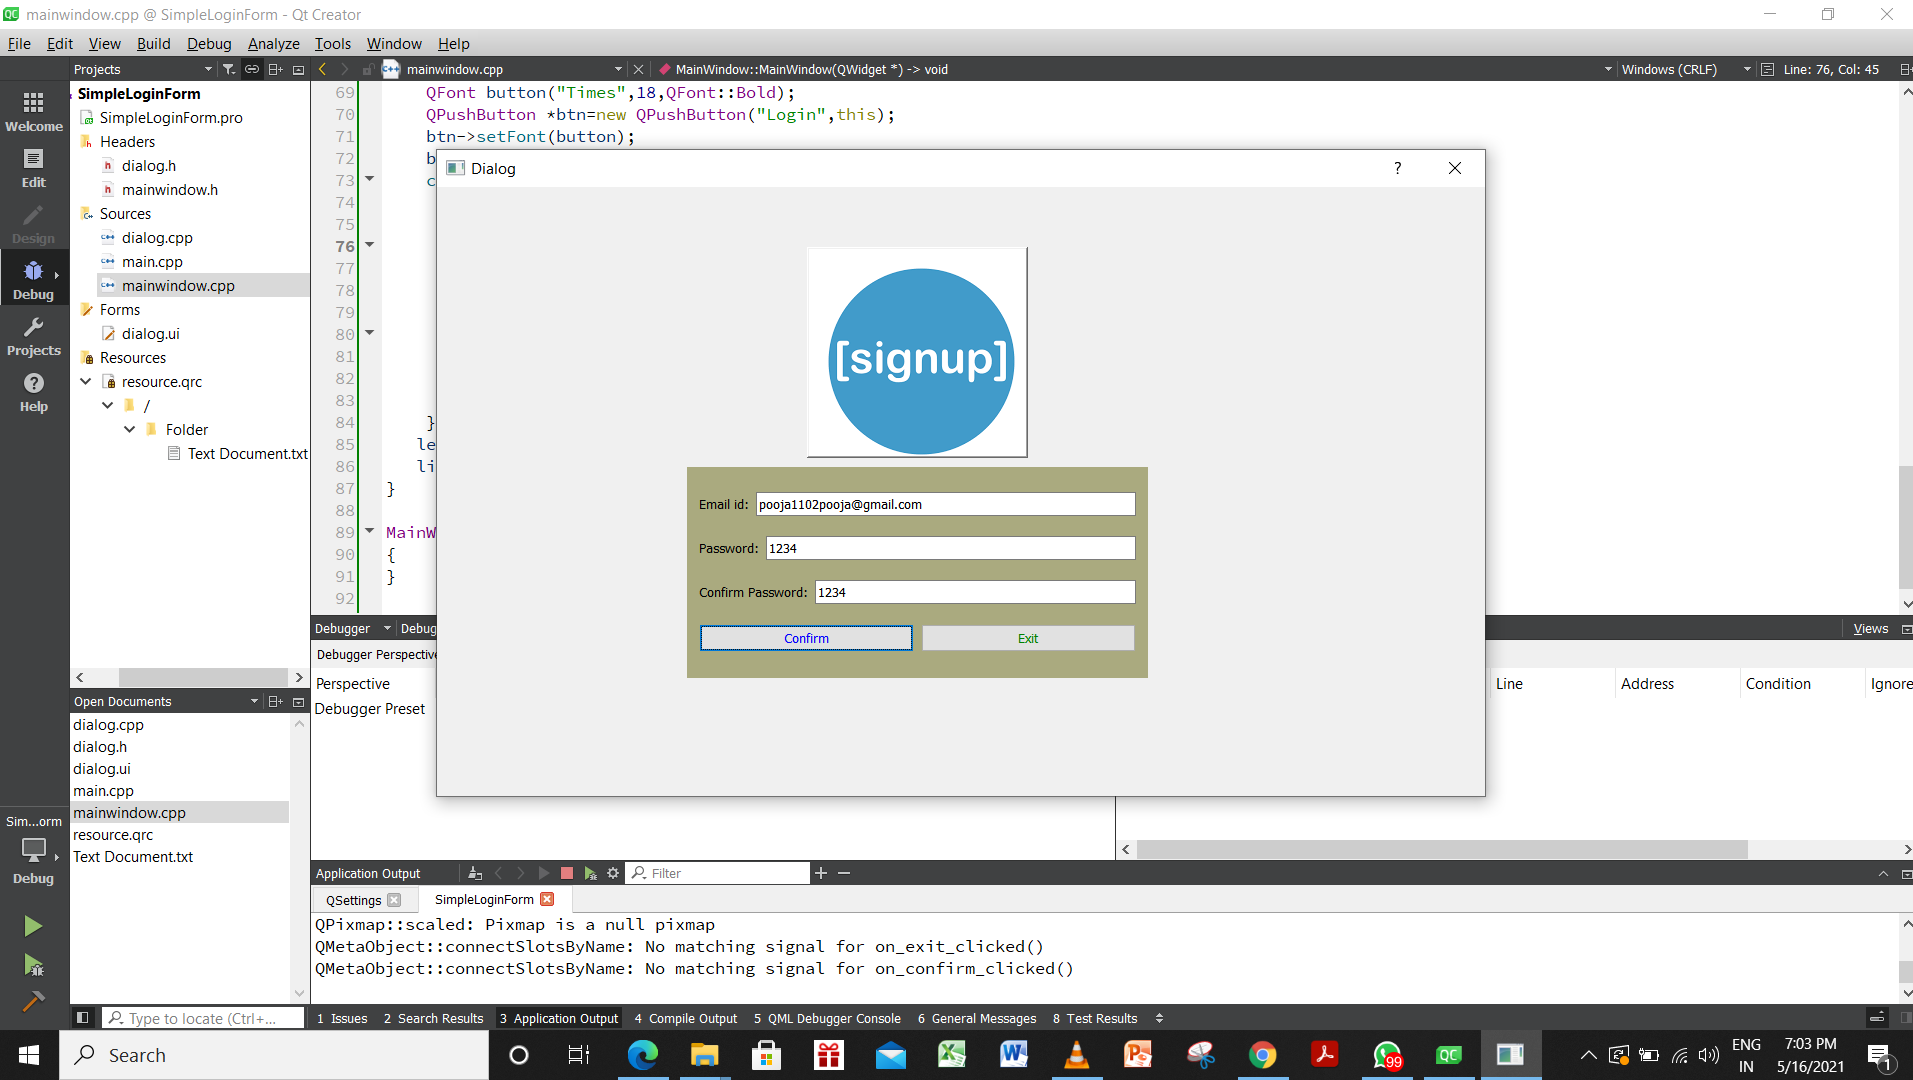 mainwindow.cpp @ SimpleLoginForm - Qt Creator
File Edit View Build Debug Analyze Tools Window Help
Projects
mainwindow.cpp
MainWindow::MainWindow(QWidget *) -> void
Windows (CRLF)
Line: 76, Col: 45
Welcome
Edit
Design
Debug
Projects
Help
SimpleLoginForm
SimpleLoginForm.pro
Headers
dialog.h
mainwindow.h
Sources
dialog.cpp
main.cpp
mainwindow.cpp
Forms
dialog.ui
Resources
resource.qrc
/
Folder
Text Document.txt
69 QFont button("Times",18,QFont::Bold);
70 QPushButton *btn=new QPushButton("Login",this);
71 btn->setFont(button);
72 b
73 c
74
75
76
77
78
79
80
81
82
83
84 }
85 le
86 li
87 }
88
89 MainW
90 {
91 }
92
Dialog
?
[signup]
Email id: pooja1102pooja@gmail.com
Password: 1234
Confirm Password: 1234
Confirm Exit
Debugger Debug
Views
Debugger Perspective
Perspective
Debugger Preset
Line Address Condition Ignore
Open Documents
dialog.cpp
dialog.h
dialog.ui
main.cpp
mainwindow.cpp
resource.qrc
Text Document.txt
Sim...orm
Debug
Application Output
Filter
QSettings
SimpleLoginForm
QPixmap::scaled: Pixmap is a null pixmap
QMetaObject::connectSlotsByName: No matching signal for on_exit_clicked()
QMetaObject::connectSlotsByName: No matching signal for on_confirm_clicked()
Type to locate (Ctrl+...
1 Issues 2 Search Results 3 Application Output 4 Compile Output 5 QML Debugger Console 6 General Messages 8 Test Results
Search
99
ENG
IN
7:03 PM
5/16/2021
1